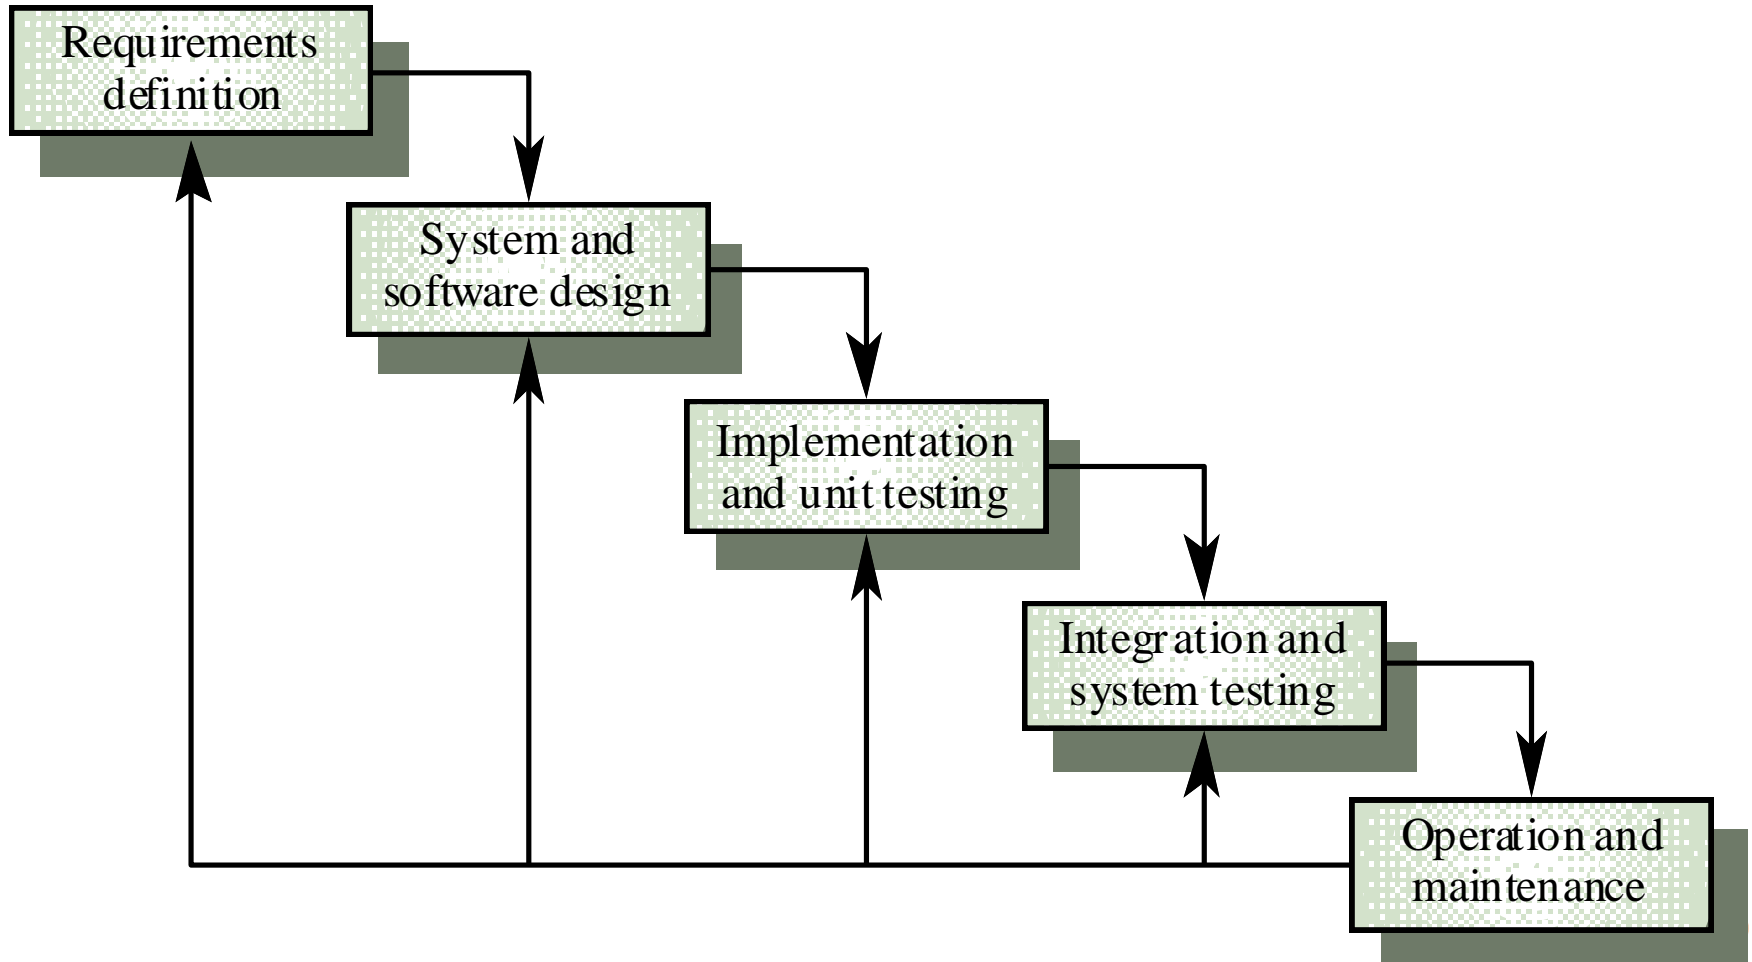 Requirements
definition
System and
software design
Implementation
and unit testing
Integration and
system testing
Operation and
maintenance